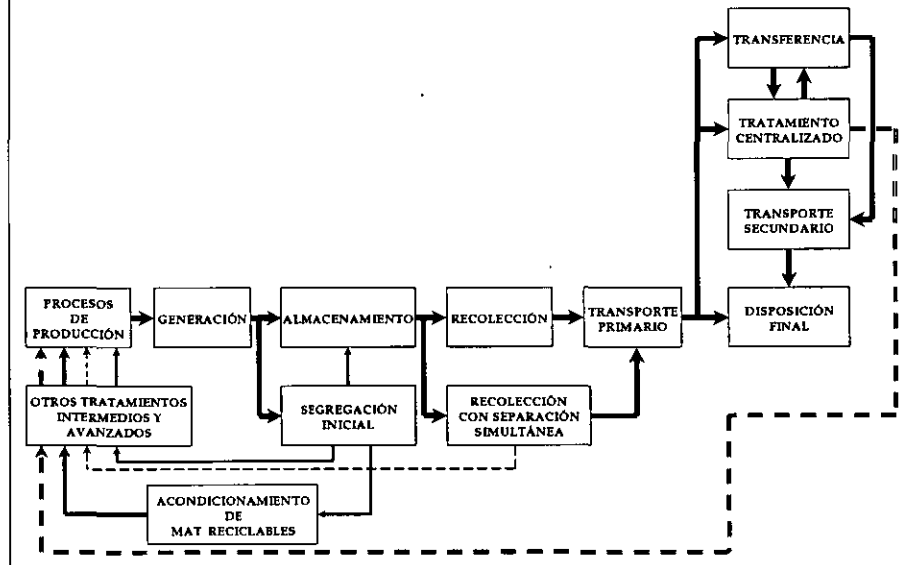 TRANSFERENCIA
TRATAMIENTO
CENTRALIZADO
TRANSPORTE
SECUNDARIO
PROCESOS
DE
PRODUCCIÓN
GENERACIÓN
ALMACENAMIENTO
RECOLECCIÓN
TRANSPORTE
PRIMARIO
DISPOSICIÓN
FINAL
OTROS TRATAMIENTOS
INTERMEDIOS Y
AVANZADOS
SEGREGACIÓN
INICIAL
RECOLECCIÓN
CON SEPARACIÓN
SIMULTÁNEA
ACONDICIONAMIENTO
DE
MAT RECICLABLES